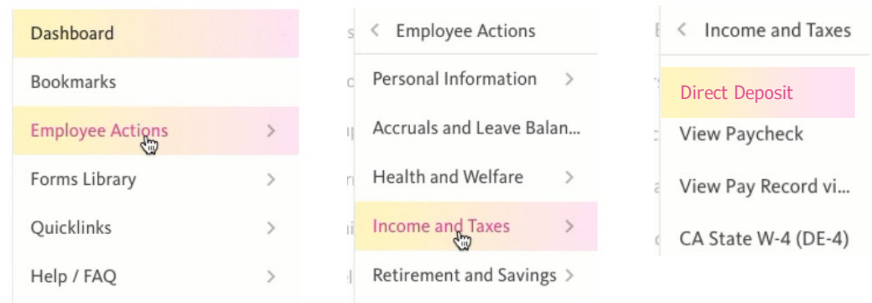 Dashboard
Bookmarks
Employee Actions
Forms Library
Quicklinks
Help / FAQ
Employee Actions
Personal Information
Accruals and Leave Balan...
Health and Welfare
Income and Taxes
Retirement and Savings
Income and Taxes
Direct Deposit
View Paycheck
View Pay Record vi...
CA State W-4 (DE-4)